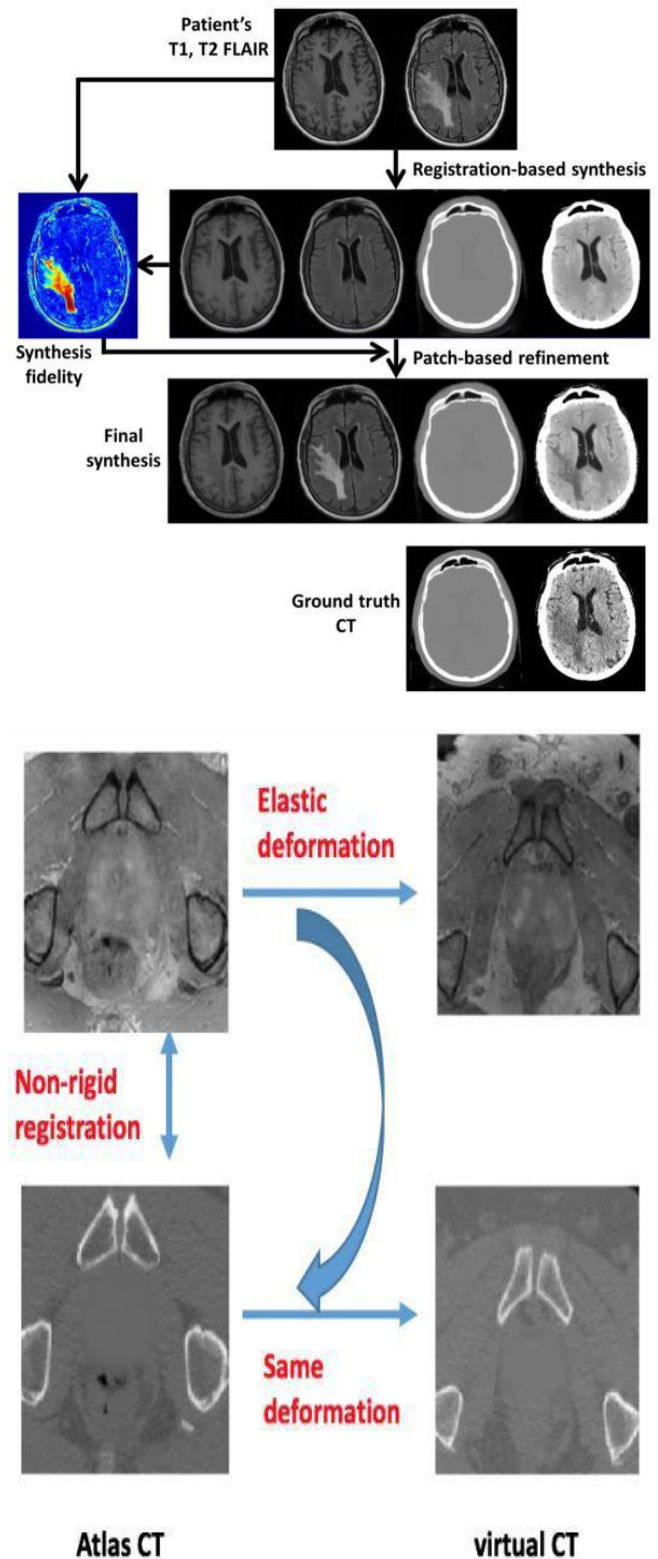 Patient's
T1, T2 FLAIR
Registration-based synthesis
Synthesis
fidelity
Patch-based refinement
Final
synthesis
Ground truth
CT
Elastic
deformation
Non-rigid
registration
Same
deformation
Atlas CT
virtual CT